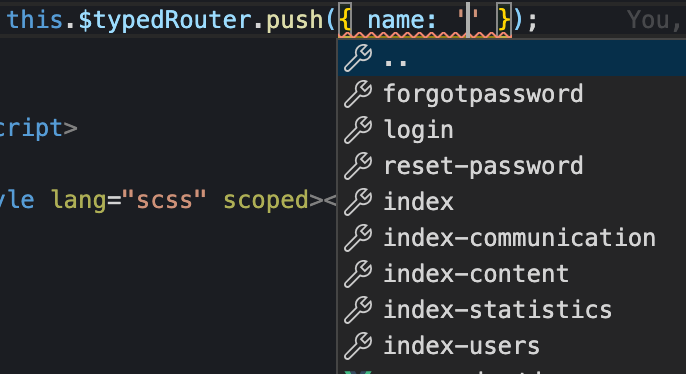 this.$typedRouter.push({ name: '' });    You,
..
forgotpassword
cript>
login
reset-password
yle lang="scss" scoped><
index
index-communication
index-content
index-statistics
index-users